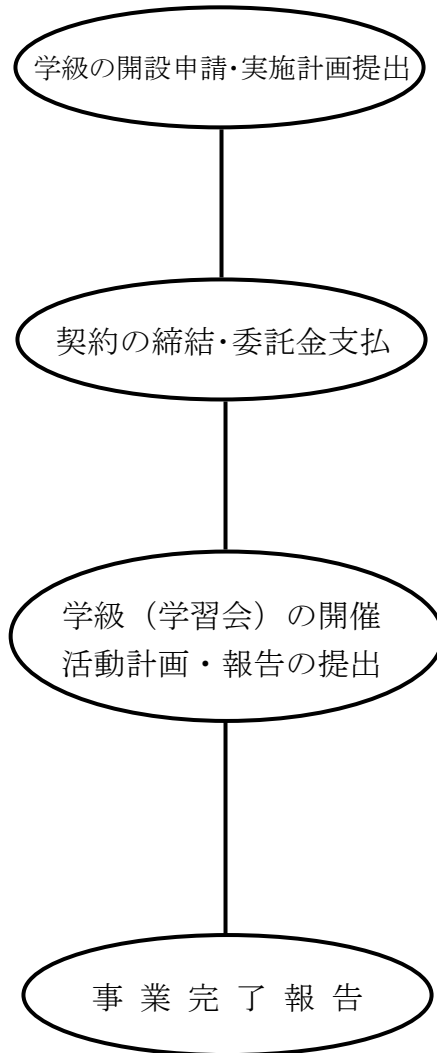 学級の開設申請･実施計画提出
契約の締結･委託金支払
学級（学習会）の開催
活動計画・報告の提出
事業完了報告